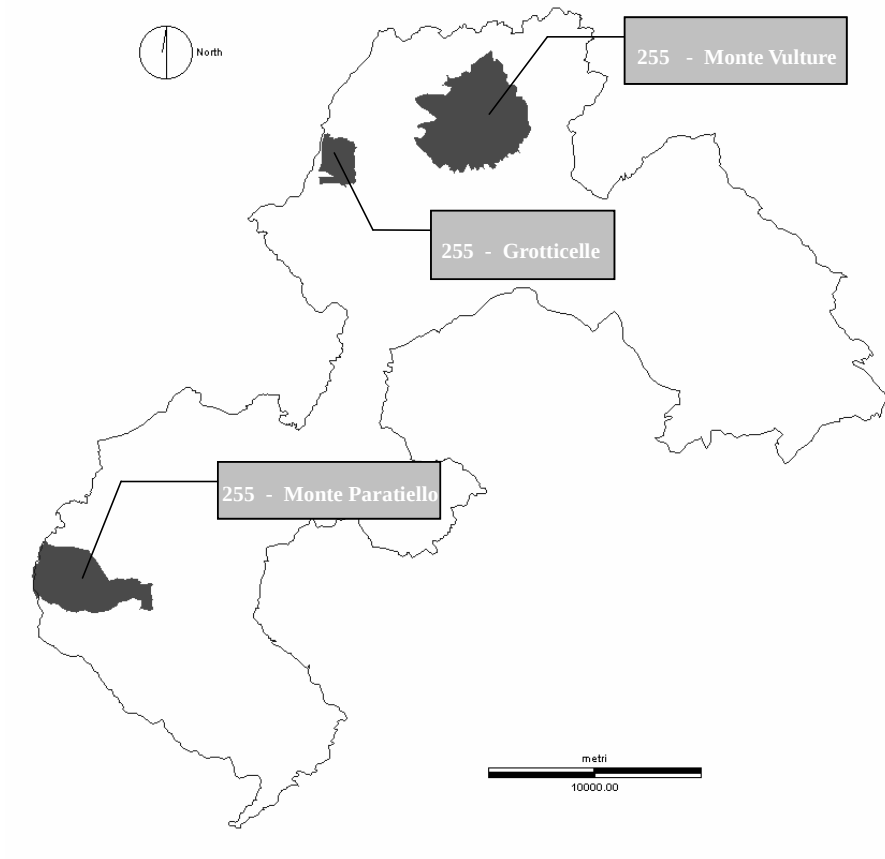 North
255 - Monte Vulture
255 - Grotticelle
255 - Monte Paratiello
metri
10000.00